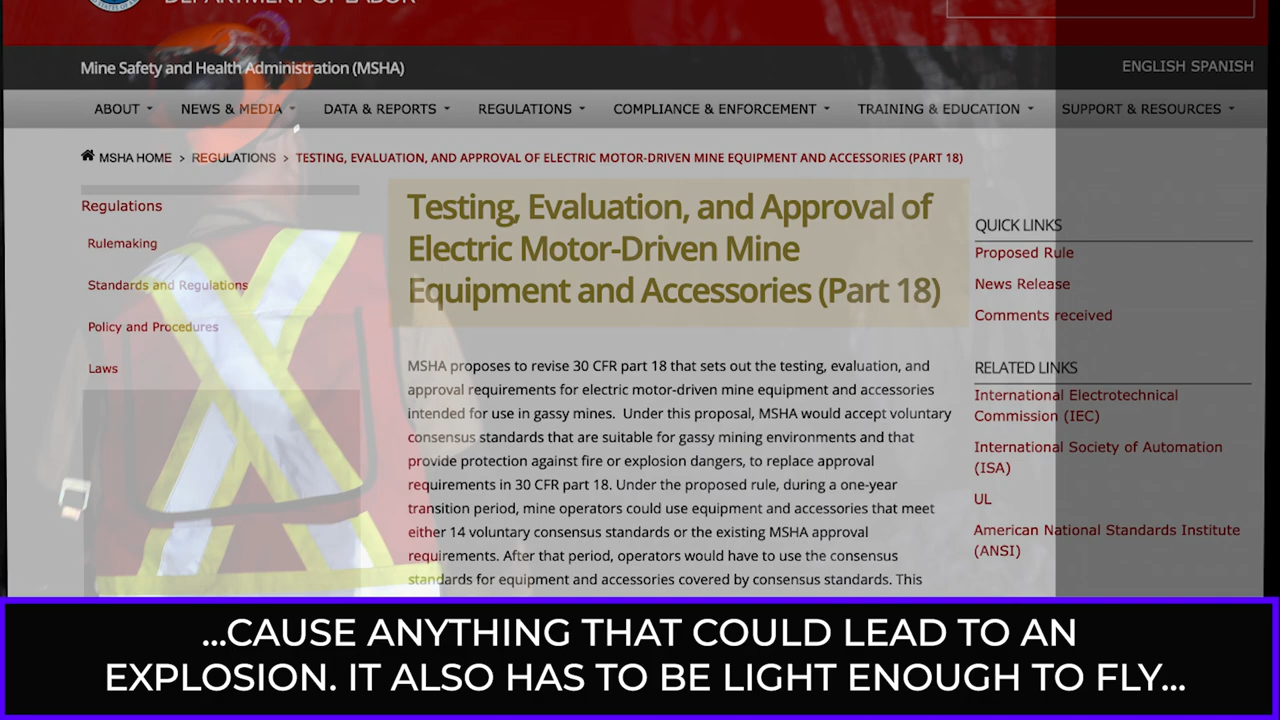 DEPARTMENT OF LABOR
Mine Safety and Health Administration (MSHA)
ENGLISH SPANISH
ABOUT NEWS & MEDIA DATA & REPORTS REGULATIONS COMPLIANCE & ENFORCEMENT TRAINING & EDUCATION SUPPORT & RESOURCES
MSHA HOME > REGULATIONS > TESTING, EVALUATION, AND APPROVAL OF ELECTRIC MOTOR-DRIVEN MINE EQUIPMENT AND ACCESSORIES (PART 18)
Regulations
Rulemaking
Standards and Regulations
Policy and Procedures
Laws
Testing, Evaluation, and Approval of
Electric Motor-Driven Mine
Equipment and Accessories (Part 18)
MSHA proposes to revise 30 CFR part 18 that sets out the testing, evaluation, and
approval requirements for electric motor-driven mine equipment and accessories
intended for use in gassy mines. Under this proposal, MSHA would accept voluntary
consensus standards that are suitable for gassy mining environments and that
provide protection against fire or explosion dangers, to replace approval
requirements in 30 CFR part 18. Under the proposed rule, during a one-year
transition period, mine operators could use equipment and accessories that meet
either 14 voluntary consensus standards or the existing MSHA approval
requirements. After that period, operators would have to use the consensus
standards for equipment and accessories covered by consensus standards. This
QUICK LINKS
Proposed Rule
News Release
Comments received
RELATED LINKS
International Electrotechnical
Commission (IEC)
International Society of Automation
(ISA)
UL
American National Standards Institute
(ANSI)
...CAUSE ANYTHING THAT COULD LEAD TO AN
EXPLOSION. IT ALSO HAS TO BE LIGHT ENOUGH TO FLY...